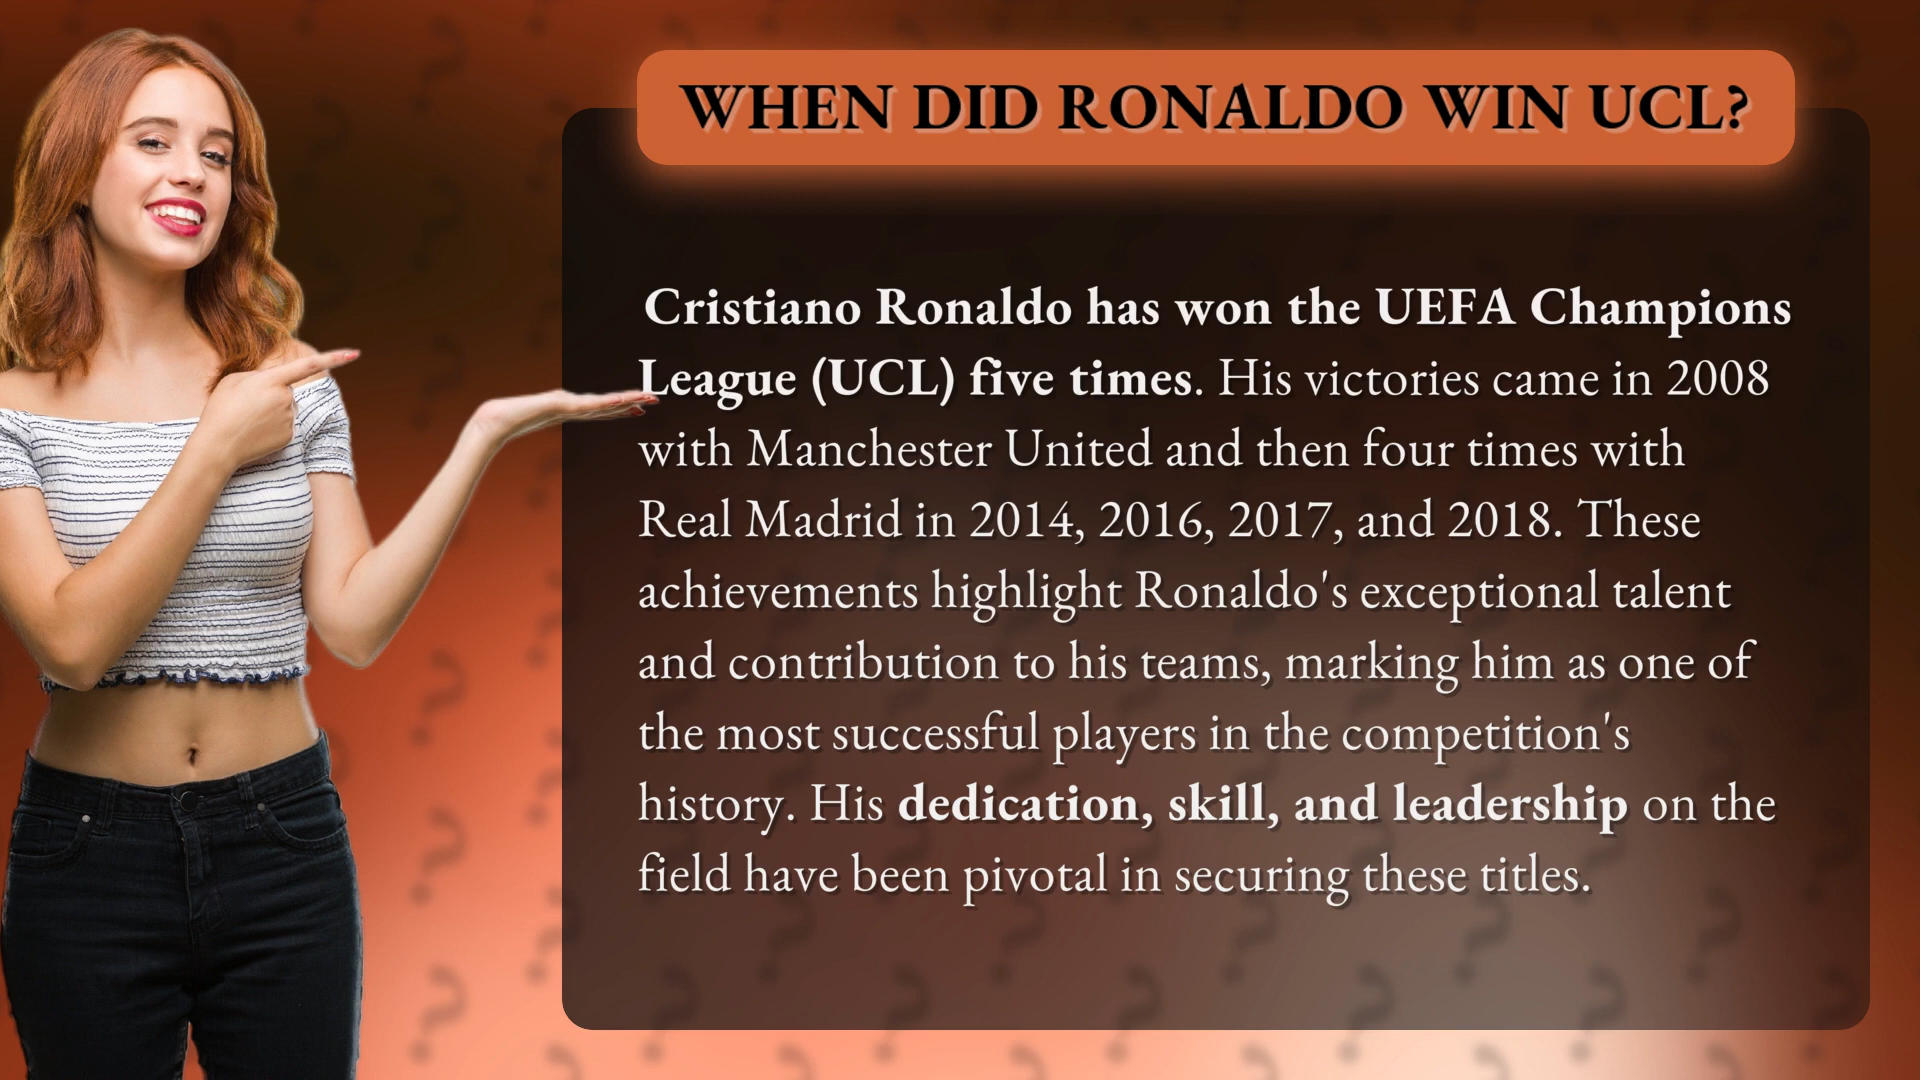 WHEN DID RONALDO WIN UCL?
Cristiano Ronaldo has won the UEFA Champions
League (UCL) five times. His victories came in 2008
with Manchester United and then four times with
Real Madrid in 2014, 2016, 2017, and 2018. These
achievements highlight Ronaldo's exceptional talent
and contribution to his teams, marking him as one of
the most successful players in the competition's
history. His dedication, skill, and leadership on the
field have been pivotal in securing these titles.